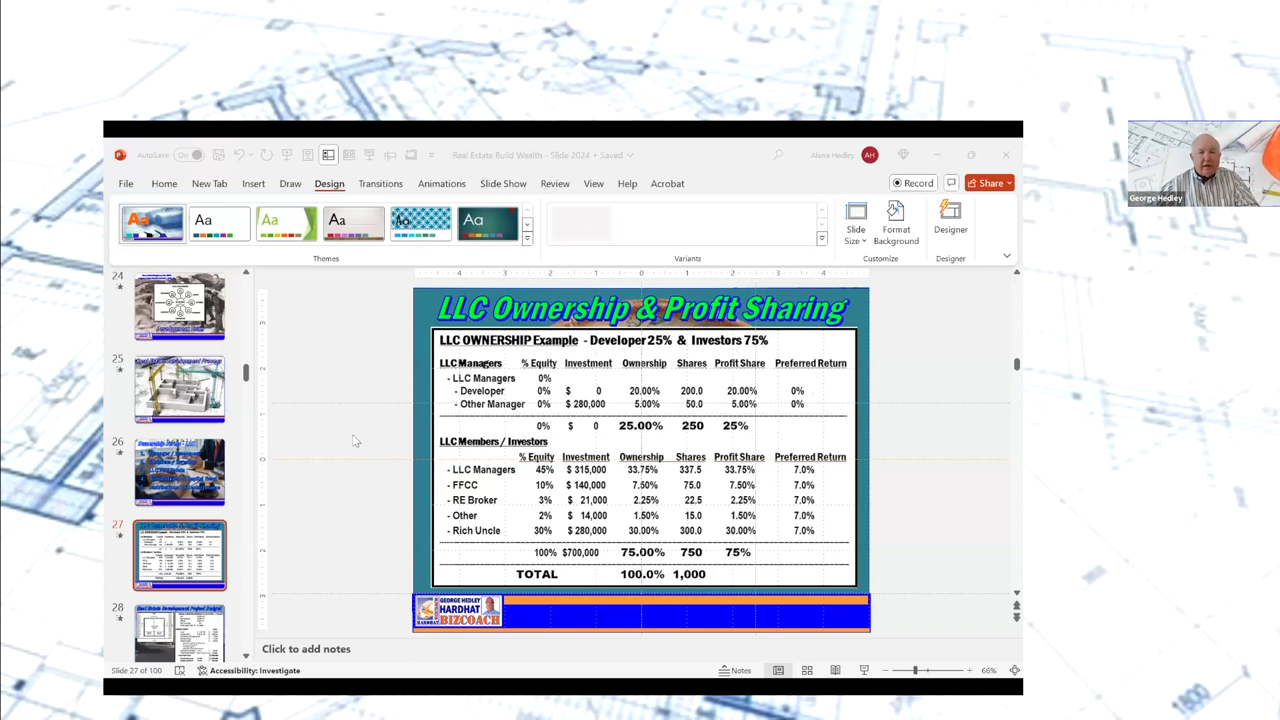 AutoSave On
Real Estate Build Wealth - Slide 2024 • Saved
Alana Hedley AH
File Home New Tab Insert Draw Design Transitions Animations Slide Show Review View Help Acrobat
Record Share
Aa Aa Aa Aa Aa Aa
Slide Size
Format Background
Designer
Themes Variants Customize Designer
George Hedley
24
25
26
27
28
LLC Ownership & Profit Sharing
LLC OWNERSHIP Example - Developer 25% & Investors 75%
LLC Managers % Equity Investment Ownership Shares Profit Share Preferred Return
- LLC Managers 0%
- Developer 0% $ 0 20.00% 200.0 20.00% 0%
- Other Manager 0% $ 280,000 5.00% 50.0 5.00% 0%
0% $ 0 25.00% 250 25%
LLC Members / Investors
% Equity Investment Ownership Shares Profit Share Preferred Return
- LLC Managers 45% $ 315,000 33.75% 337.5 33.75% 7.0%
- FFCC 10% $ 140,000 7.50% 75.0 7.50% 7.0%
- RE Broker 3% $ 21,000 2.25% 22.5 2.25% 7.0%
- Other 2% $ 14,000 1.50% 15.0 1.50% 7.0%
- Rich Uncle 30% $ 280,000 30.00% 300.0 30.00% 7.0%
100% $700,000 75.00% 750 75%
TOTAL 100.0% 1,000
GEORGE HEDLEY
HARDHAT
BIZCOACH
Click to add notes
Slide 27 of 100 Accessibility: Investigate Notes 66%